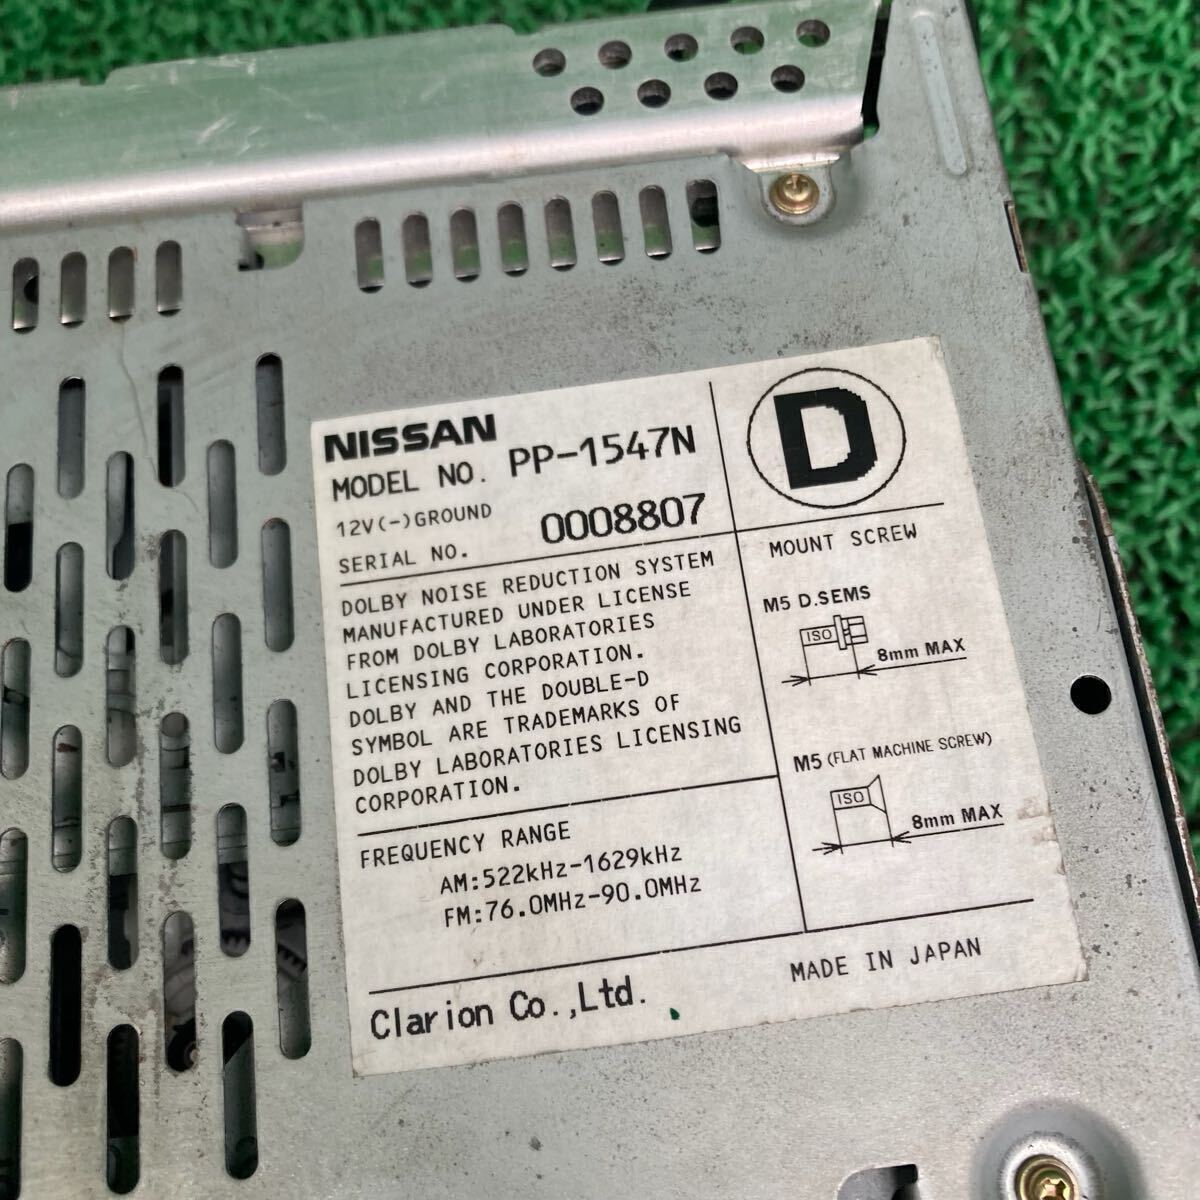 NISSAN
MODEL NO. PP-1547N
12V(-)GROUND
SERIAL NO. 0008807
D
DOLBY NOISE REDUCTION SYSTEM
MANUFACTURED UNDER LICENSE
FROM DOLBY LABORATORIES
LICENSING CORPORATION.
DOLBY AND THE DOUBLE-D
SYMBOL ARE TRADEMARKS OF
DOLBY LABORATORIES LICENSING
CORPORATION.
MOUNT SCREW
M5 D.SEMS
ISO
8mm MAX
M5 (FLAT MACHINE SCREW)
ISO
8mm MAX
FREQUENCY RANGE
AM:522kHz-1629kHz
FM:76.0MHz-90.0MHz
Clarion Co.,Ltd.
MADE IN JAPAN